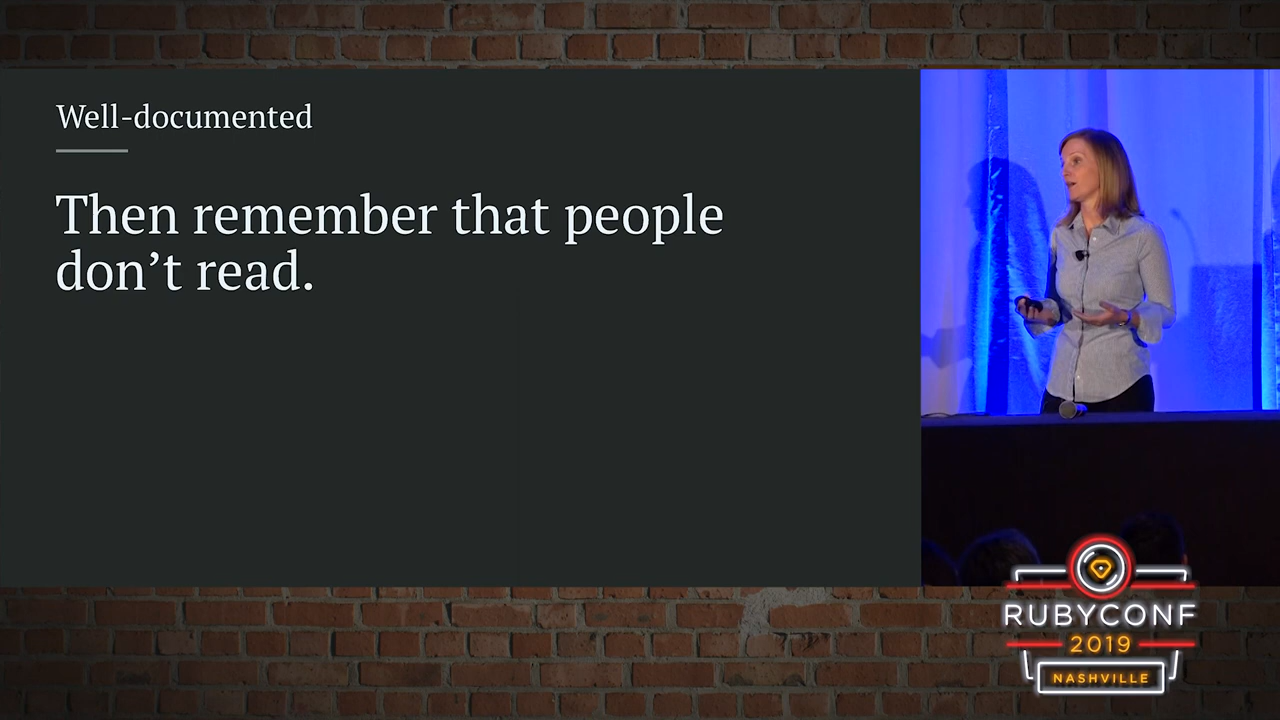 Well-documented
Then remember that people
don’t read.
RUBYCONF
2019
NASHVILLE